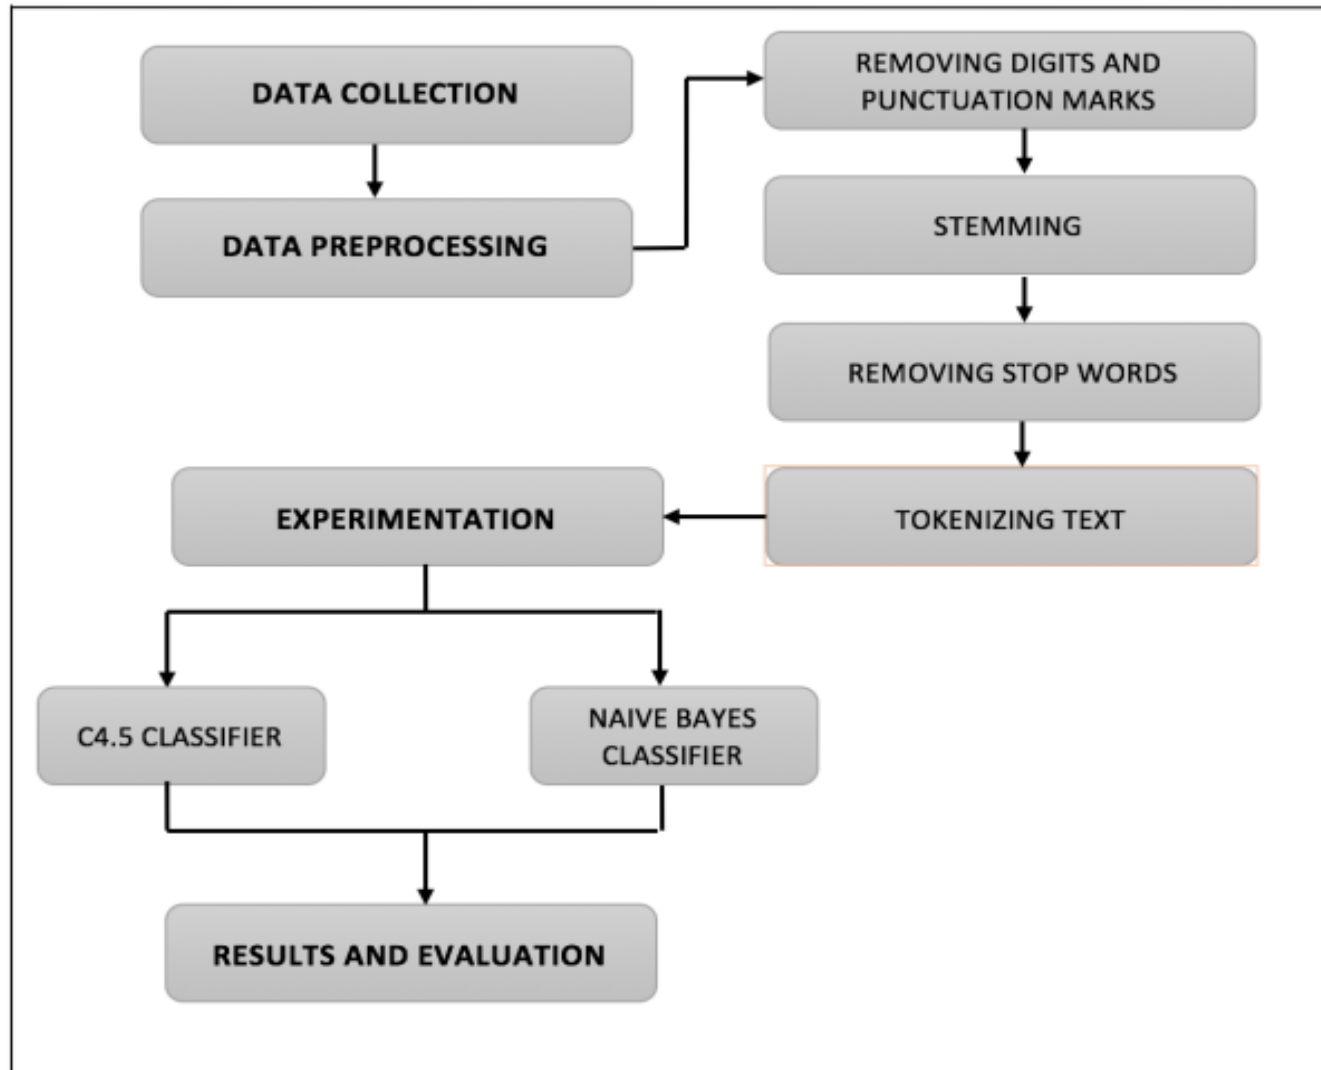 DATA COLLECTION
DATA PREPROCESSING
REMOVING DIGITS AND
PUNCTUATION MARKS
STEMMING
REMOVING STOP WORDS
TOKENIZING TEXT
EXPERIMENTATION
C4.5 CLASSIFIER
NAIVE BAYES
CLASSIFIER
RESULTS AND EVALUATION